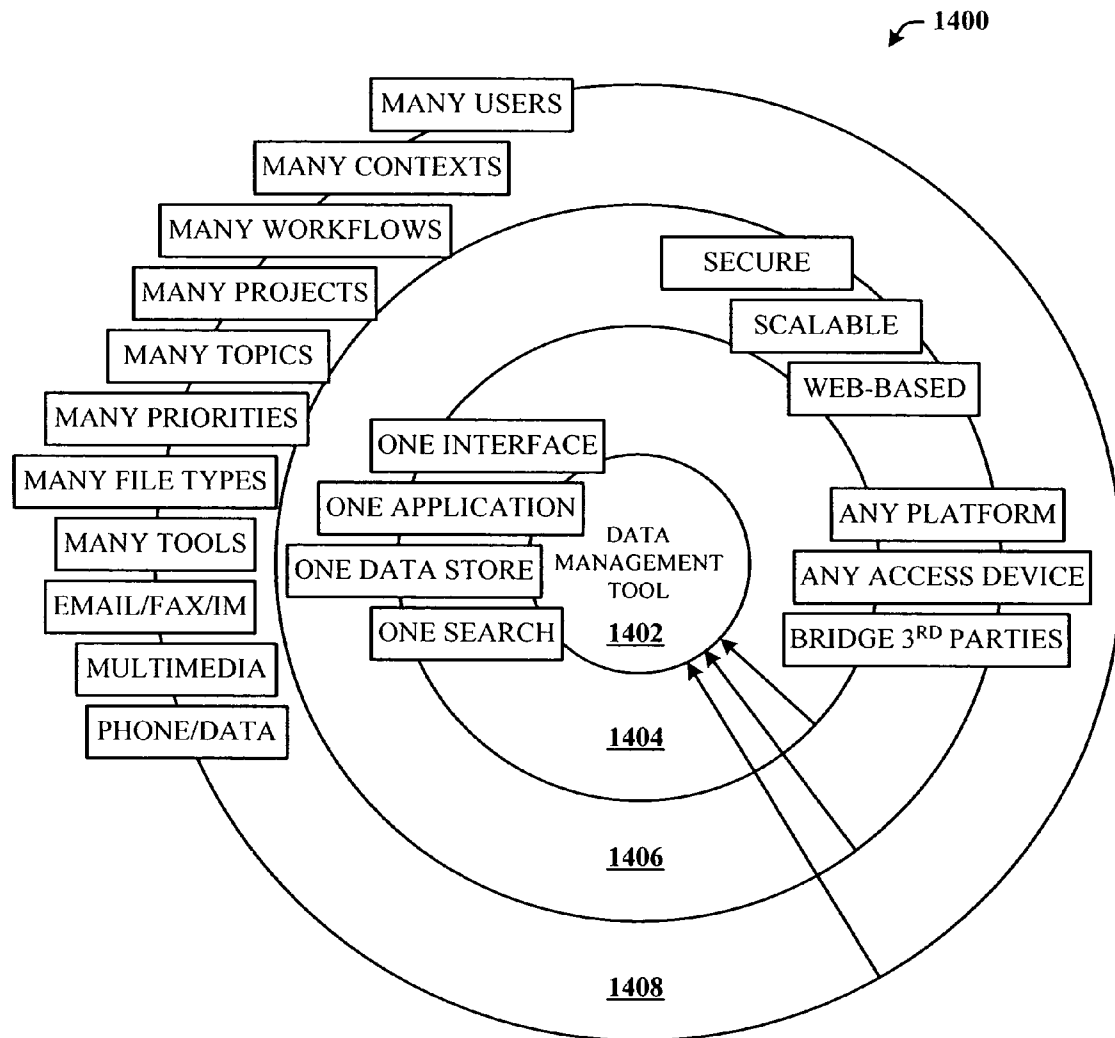 1400
MANY USERS
MANY CONTEXTS
MANY WORKFLOWS
MANY PROJECTS
MANY TOPICS
MANY PRIORITIES
MANY FILE TYPES
MANY TOOLS
EMAIL/FAX/IM
MULTIMEDIA
PHONE/DATA
SECURE
SCALABLE
WEB-BASED
ONE INTERFACE
ONE APPLICATION
ONE DATA STORE
ONE SEARCH
DATA
MANAGEMENT
TOOL
1402
ANY PLATFORM
ANY ACCESS DEVICE
BRIDGE 3RD PARTIES
1404
1406
1408